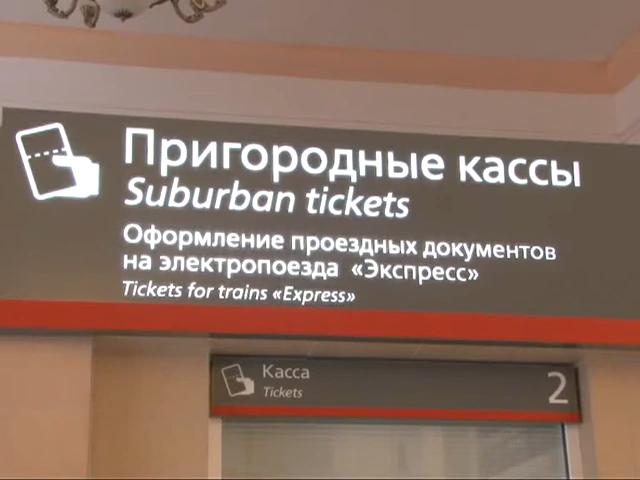 Пригородные кассы
Suburban tickets
Оформление проездных документов
на электропоезда «Экспресс»
Tickets for trains «Express»
Касса
Tickets
2